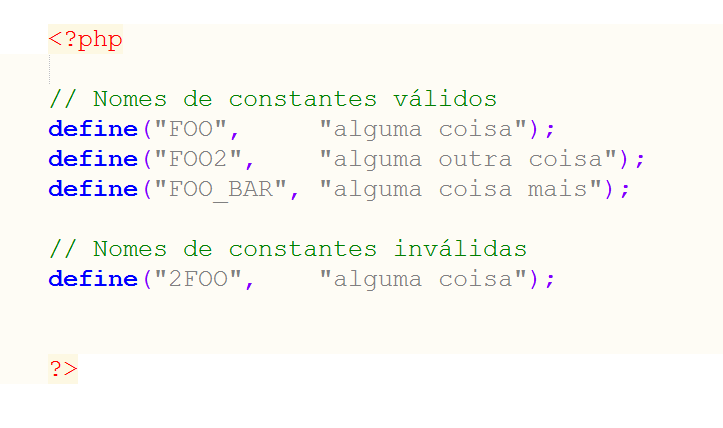 <?php
// Nomes de constantes válidos
define("FOO",     "alguma coisa");
define("FOO2",    "alguma outra coisa");
define("FOO_BAR", "alguma coisa mais");
// Nomes de constantes inválidas
define("2FOO",    "alguma coisa");
?>